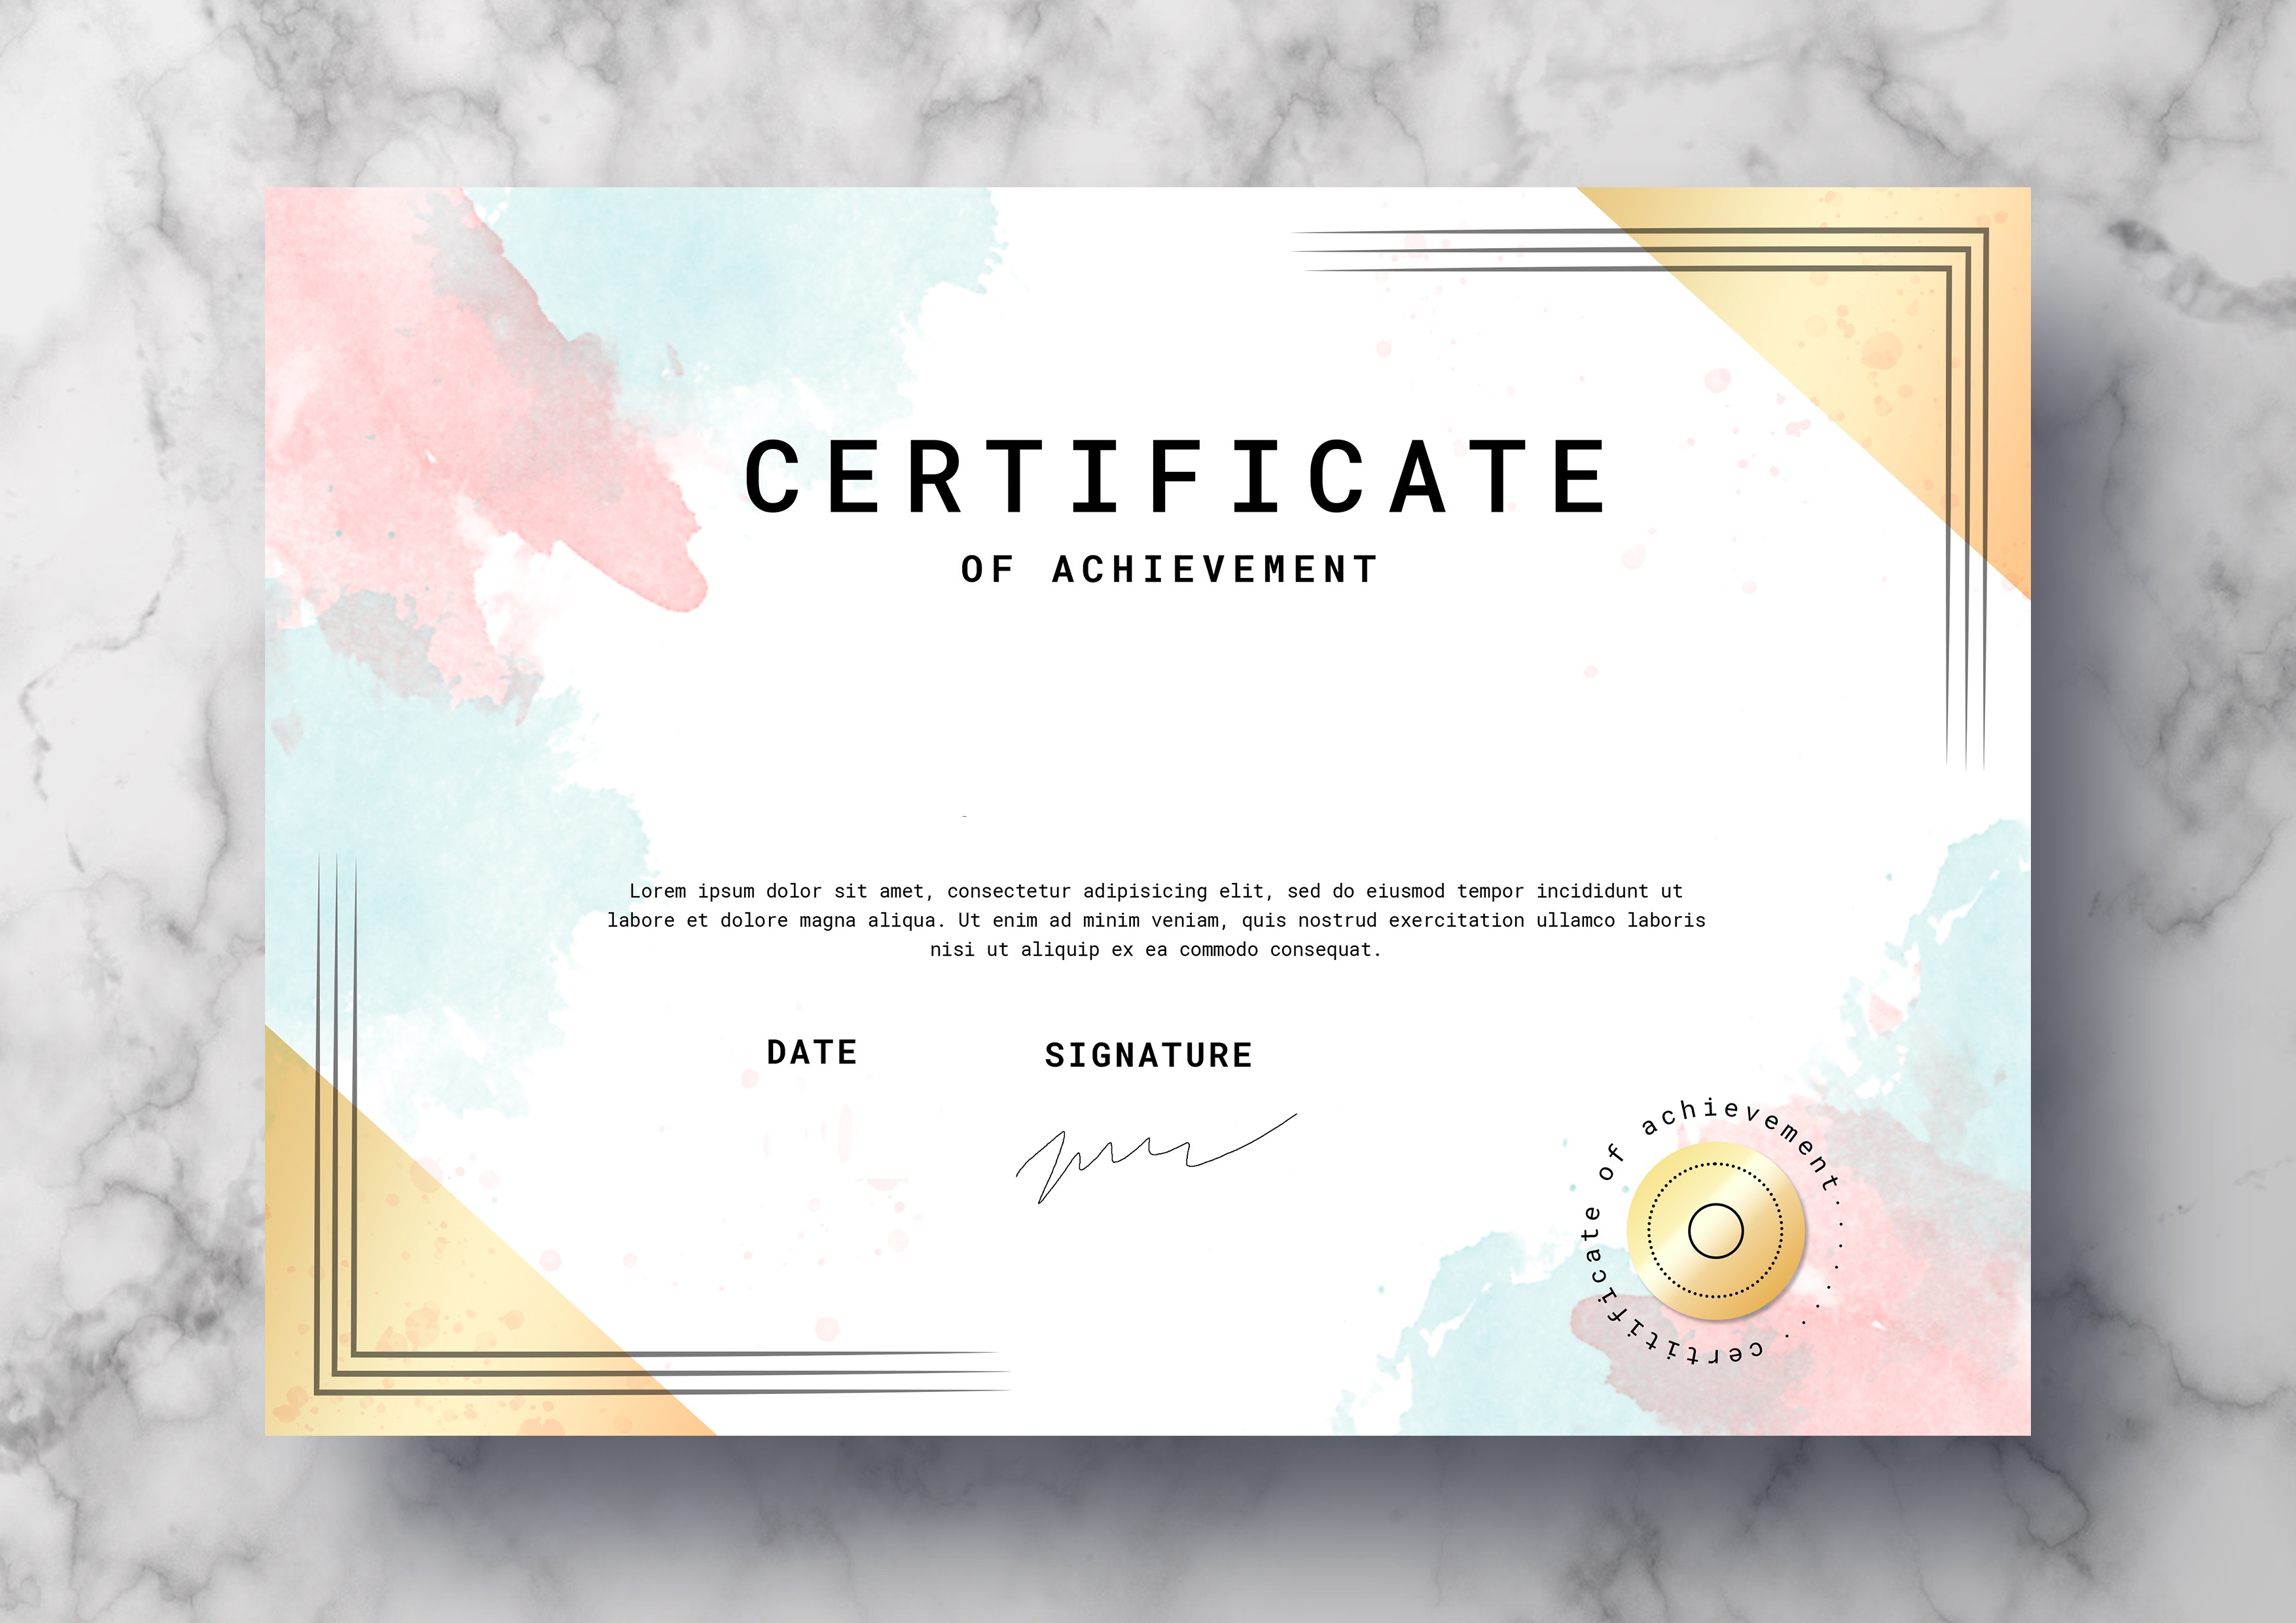 CERTIFICATE
OF ACHIEVEMENT
Lorem ipsum dolor sit amet, consectetur adipisicing elit, sed do eiusmod tempor incididunt ut
labore et dolore magna aliqua. Ut enim ad minim veniam, quis nostrud exercitation ullamco laboris
nisi ut aliquip ex ea commodo consequat.
DATE
SIGNATURE
certificate of achievement..........